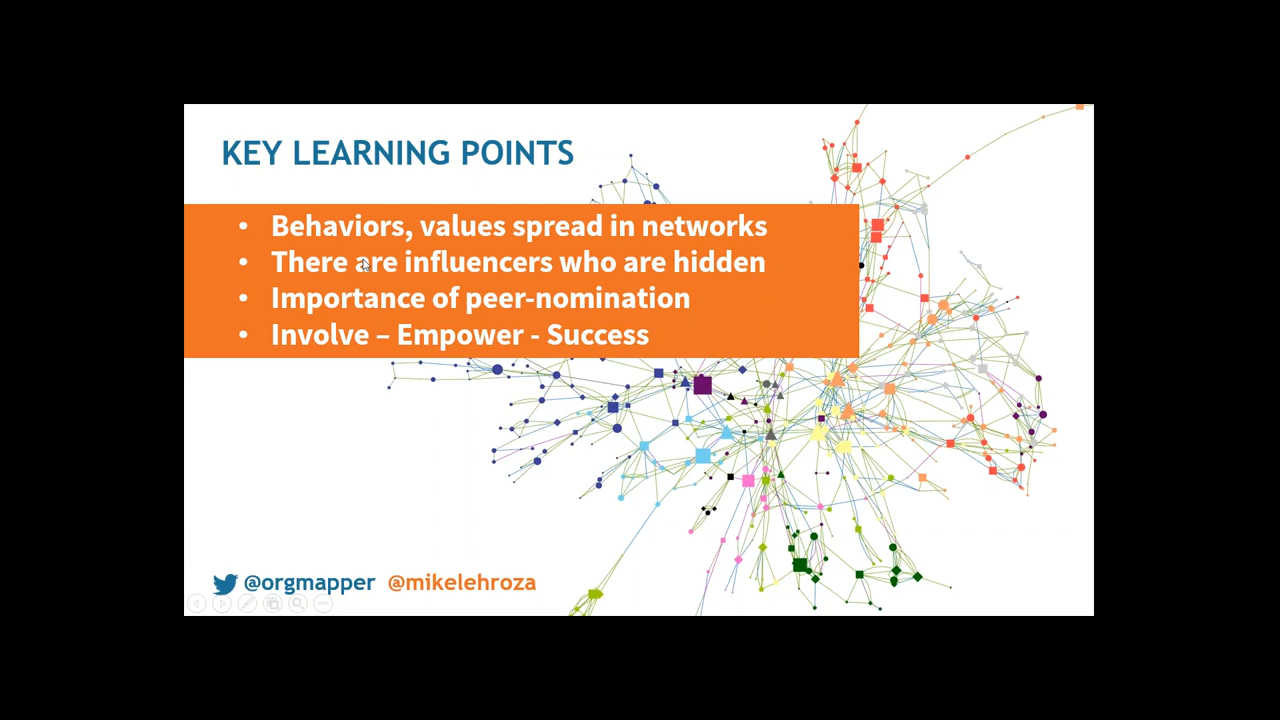 KEY LEARNING POINTS
• Behaviors, values spread in networks
• There are influencers who are hidden
• Importance of peer-nomination
• Involve – Empower - Success
@orgmapper @mikelehroza